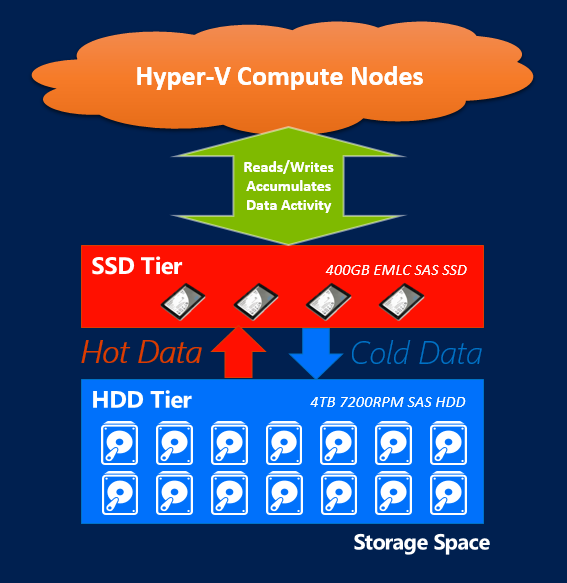 Hyper-V Compute Nodes
Reads/Writes
Accumulates
Data Activity
SSD Tier
400GB EMLC SAS SSD
Hot Data
Cold Data
HDD Tier
4TB 7200RPM SAS HDD
Storage Space